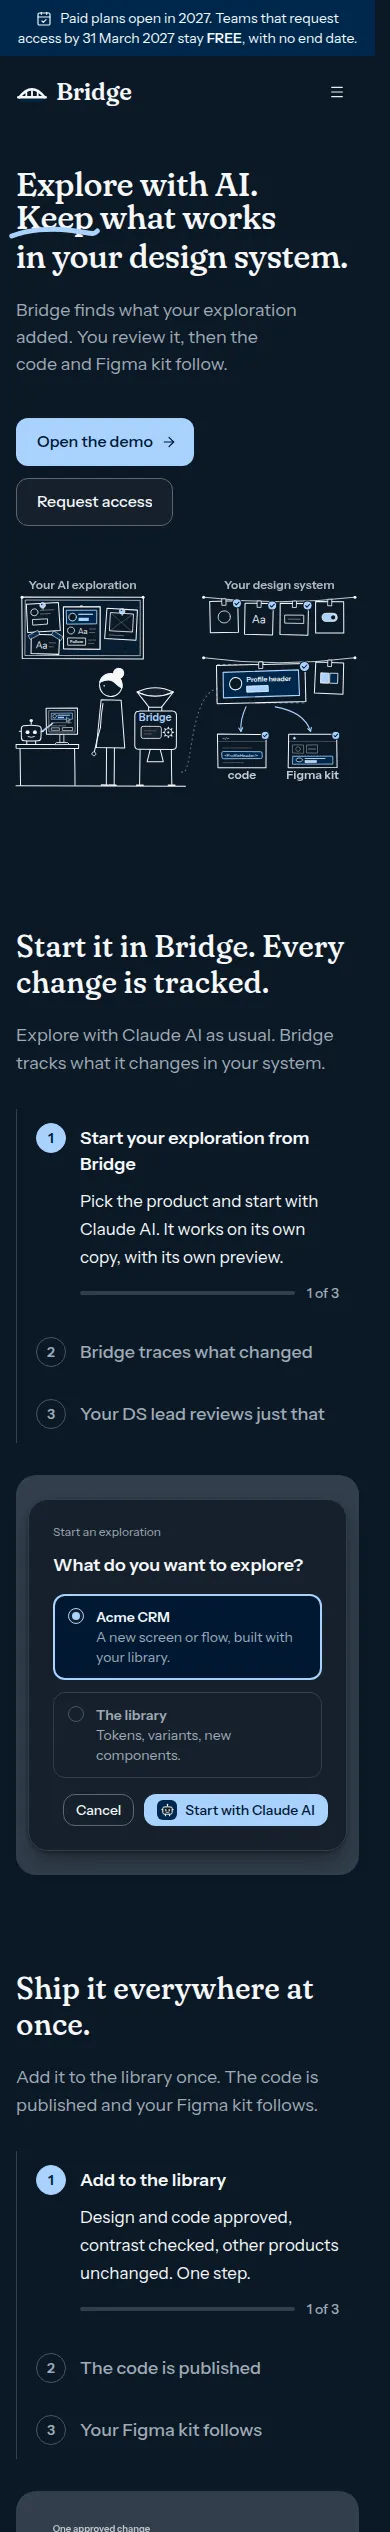 Paid plans open in 2027. Teams that request
access by 31 March 2027 stay FREE, with no end date.
Bridge
Explore with AI.
Keep what works
in your design system.
Bridge finds what your exploration
added. You review it, then the
code and Figma kit follow.
Open the demo
Request access
Your AI exploration
Your design system
Aa
Aa
Follow
Aa
Profile header
Bridge
<ProfileHeader/>
code
Figma kit
Start it in Bridge. Every
change is tracked.
Explore with Claude AI as usual. Bridge
tracks what it changes in your system.
1
Start your exploration from
Bridge
Pick the product and start with
Claude AI. It works on its own
copy, with its own preview.
1 of 3
2
Bridge traces what changed
3
Your DS lead reviews just that
Start an exploration
What do you want to explore?
Acme CRM
A new screen or flow, built with
your library.
The library
Tokens, variants, new
components.
Cancel
Start with Claude AI
Ship it everywhere at
once.
Add it to the library once. The code is
published and your Figma kit follows.
1
Add to the library
Design and code approved,
contrast checked, other products
unchanged. One step.
1 of 3
2
The code is published
3
Your Figma kit follows
One approved change